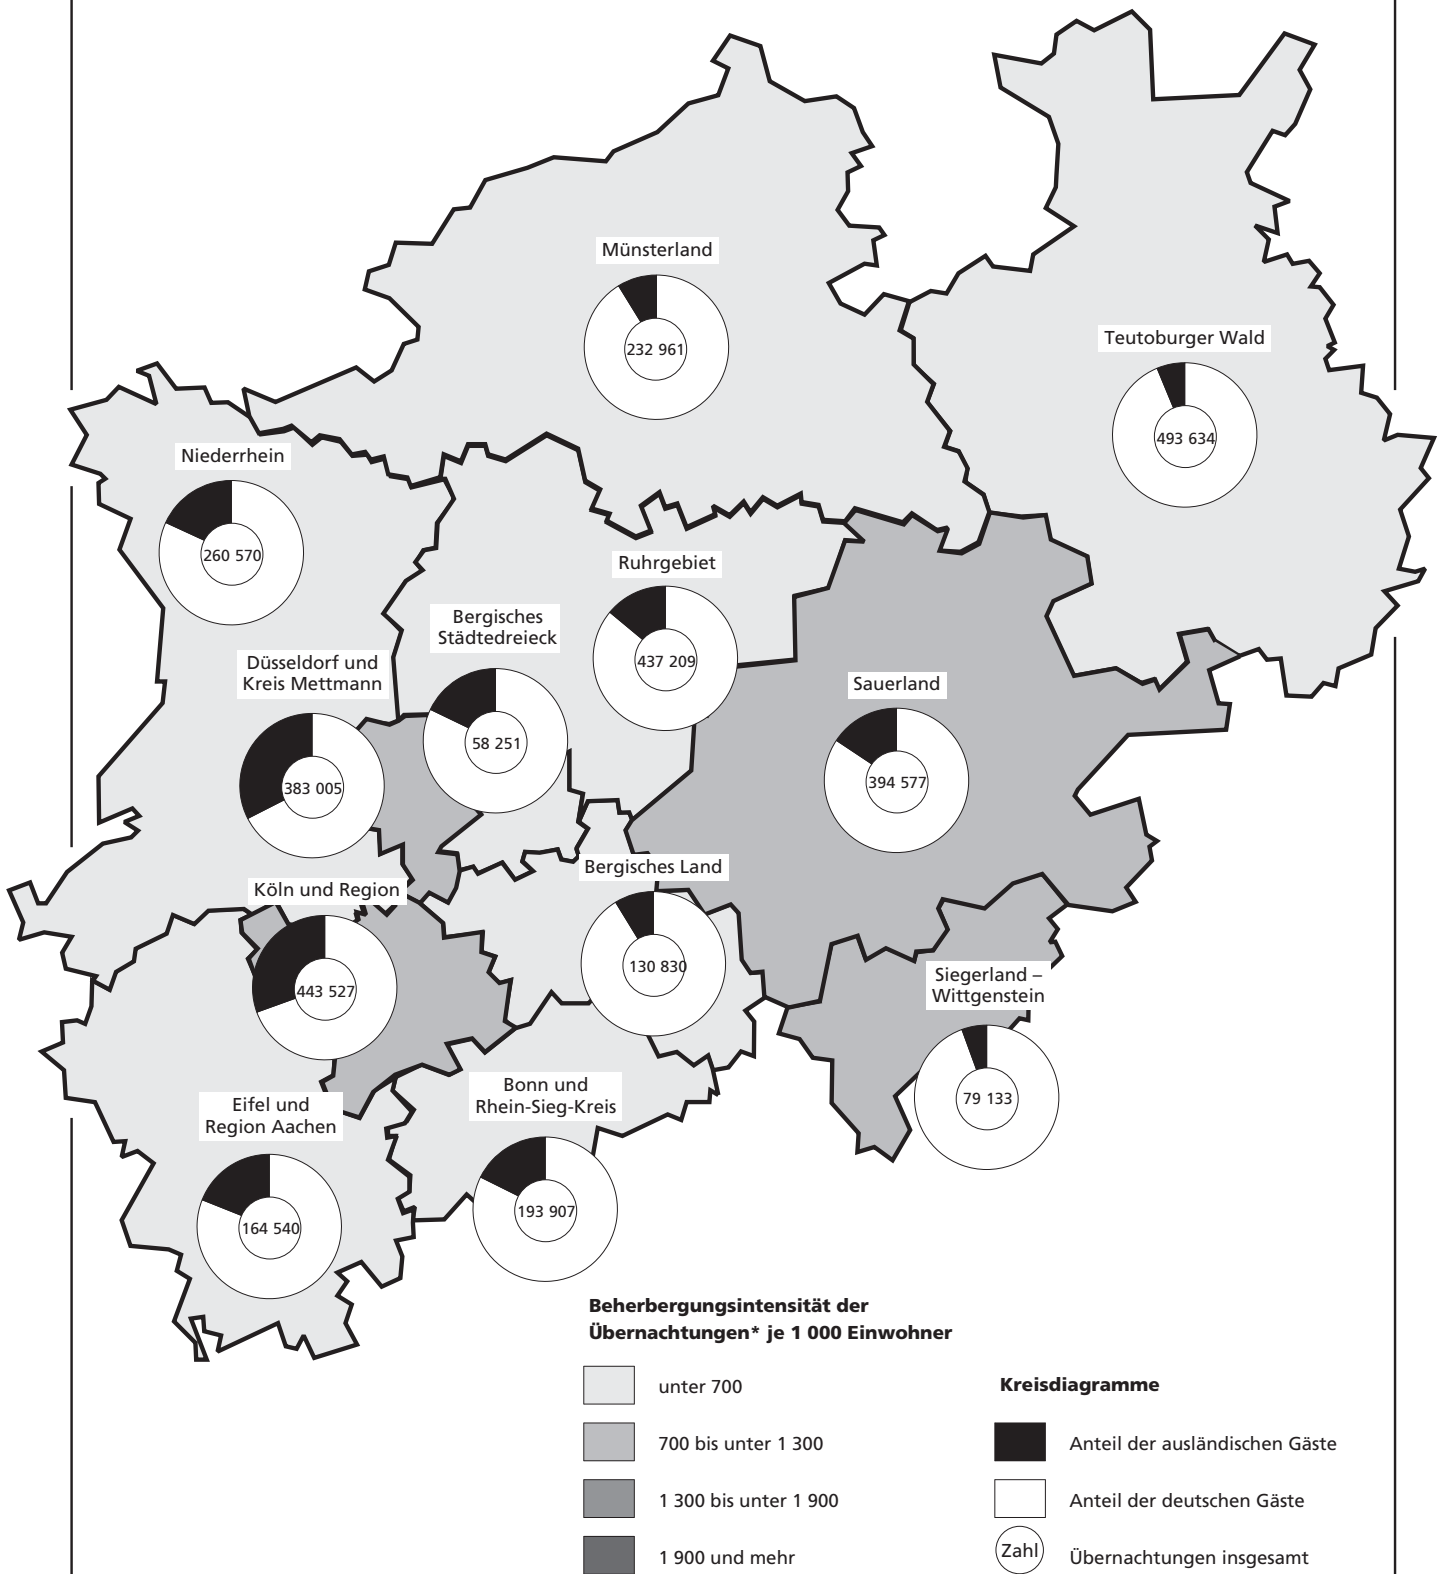 Münsterland
232 961
Teutoburger Wald
493 634
Niederrhein
260 570
Ruhrgebiet
437 209
Bergisches
Städtedreieck
58 251
Düsseldorf und
Kreis Mettmann
383 005
Sauerland
394 577
Bergisches Land
130 830
Köln und Region
443 527
Siegerland –
Wittgenstein
79 133
Bonn und
Rhein-Sieg-Kreis
193 907
Eifel und
Region Aachen
164 540
Beherbergungsintensität der
Übernachtungen* je 1 000 Einwohner
unter 700
700 bis unter 1 300
1 300 bis unter 1 900
1 900 und mehr
Kreisdiagramme
Anteil der ausländischen Gäste
Anteil der deutschen Gäste
Zahl
Übernachtungen insgesamt